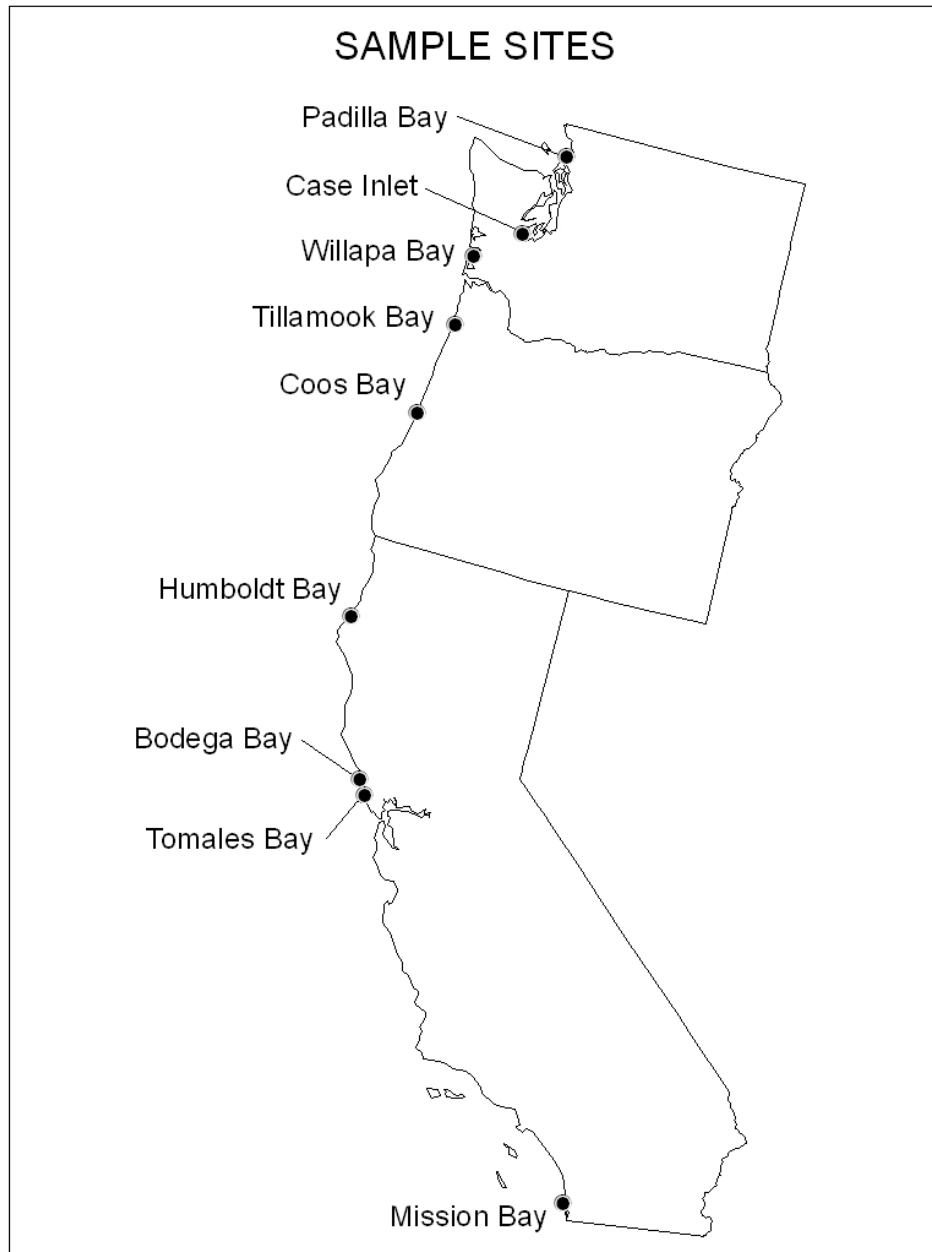 SAMPLE SITES
Padilla Bay
Case Inlet
Willapa Bay
Tillamook Bay
Coos Bay
Humboldt Bay
Bodega Bay
Tomales Bay
Mission Bay